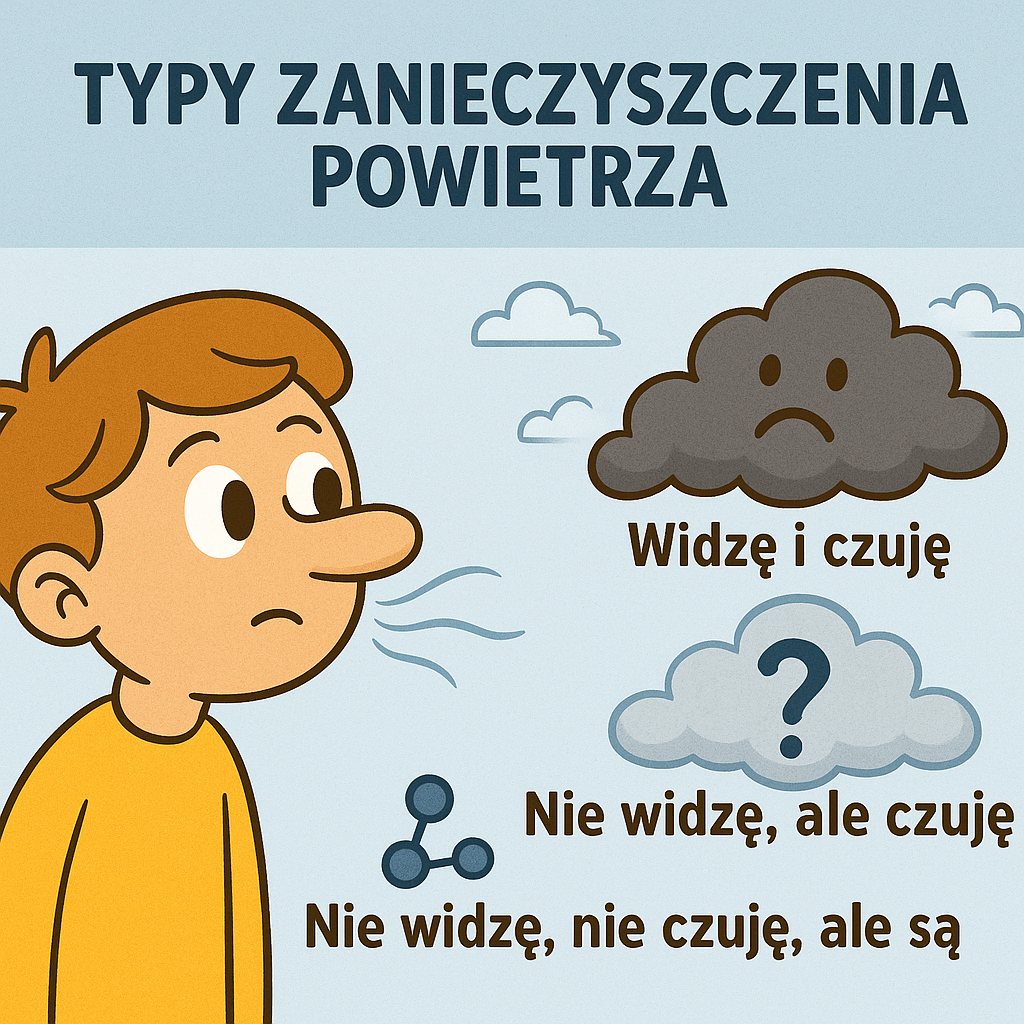 TYPY ZANIECZYSZCZENIA
POWIETRZA
Widzę i czuję
?
Nie widzę, ale czuję
Nie widzę, nie czuję, ale są